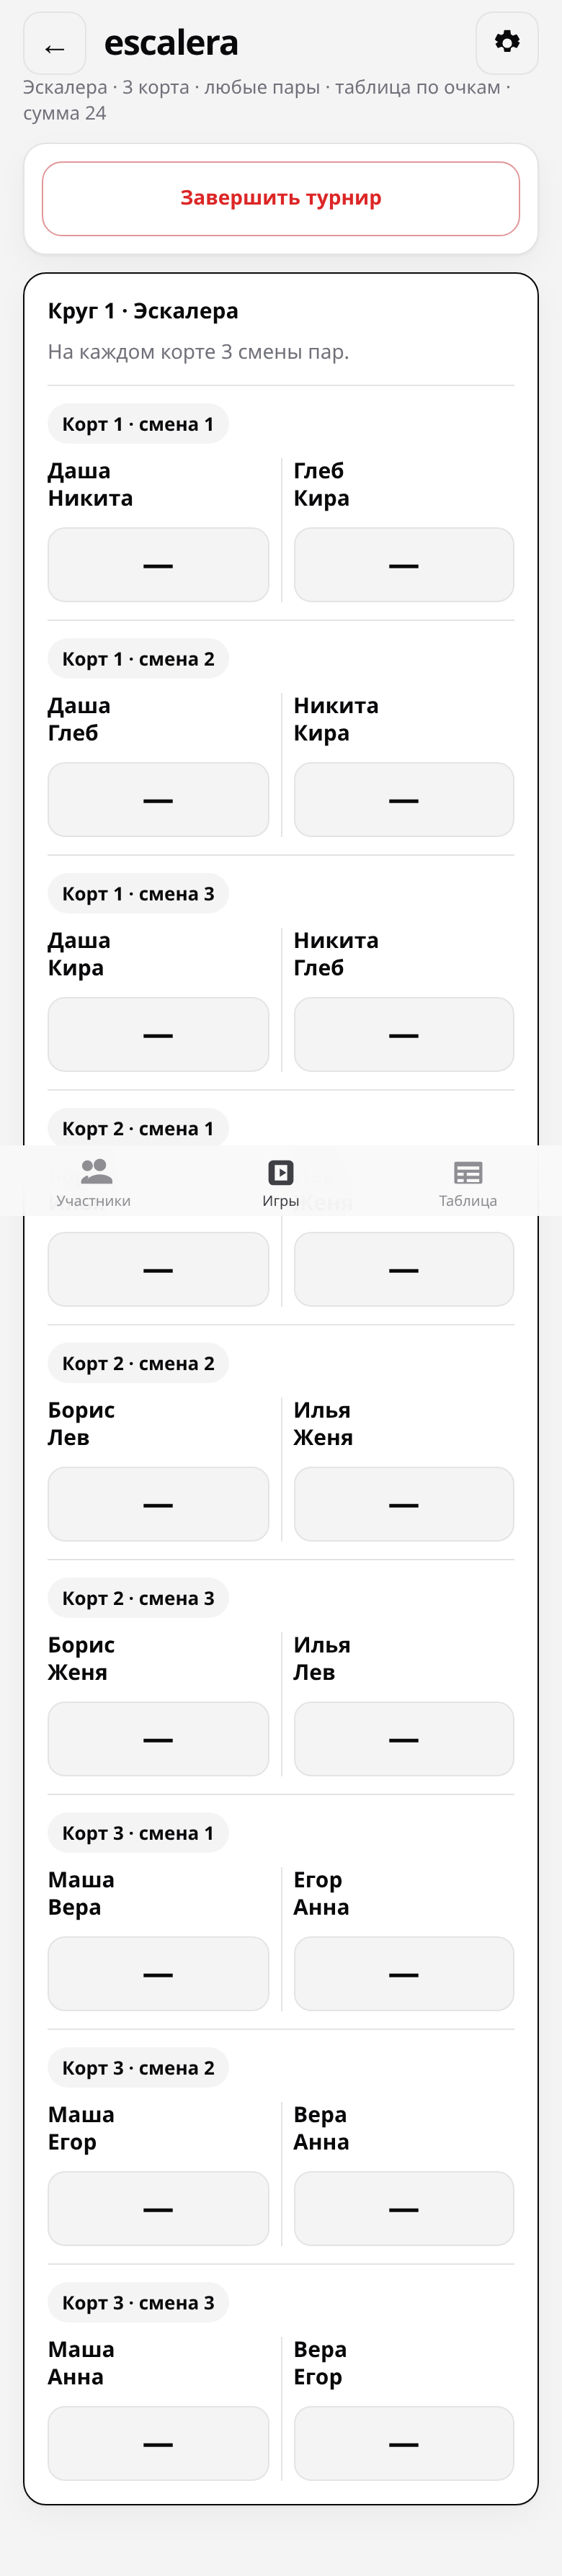 ← escalera
Эскалера · 3 корта · любые пары · таблица по очкам ·
сумма 24
Завершить турнир
Круг 1 · Эскалера
На каждом корте 3 смены пар.
Корт 1 · смена 1
Даша
Никита
Глеб
Кира
—
—
Корт 1 · смена 2
Даша
Глеб
Никита
Кира
—
—
Корт 1 · смена 3
Даша
Кира
Никита
Глеб
—
—
Корт 2 · смена 1
Женя
Участники
Игры
Таблица
—
—
Корт 2 · смена 2
Борис
Лев
Илья
Женя
—
—
Корт 2 · смена 3
Борис
Женя
Илья
Лев
—
—
Корт 3 · смена 1
Маша
Вера
Егор
Анна
—
—
Корт 3 · смена 2
Маша
Егор
Вера
Анна
—
—
Корт 3 · смена 3
Маша
Анна
Вера
Егор
—
—